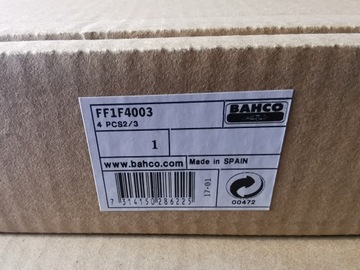 FF1F4003
4 PCS2/3
BAHCO
1
www.bahco.com Made in SPAIN
7 314150 286225
17-01
00472